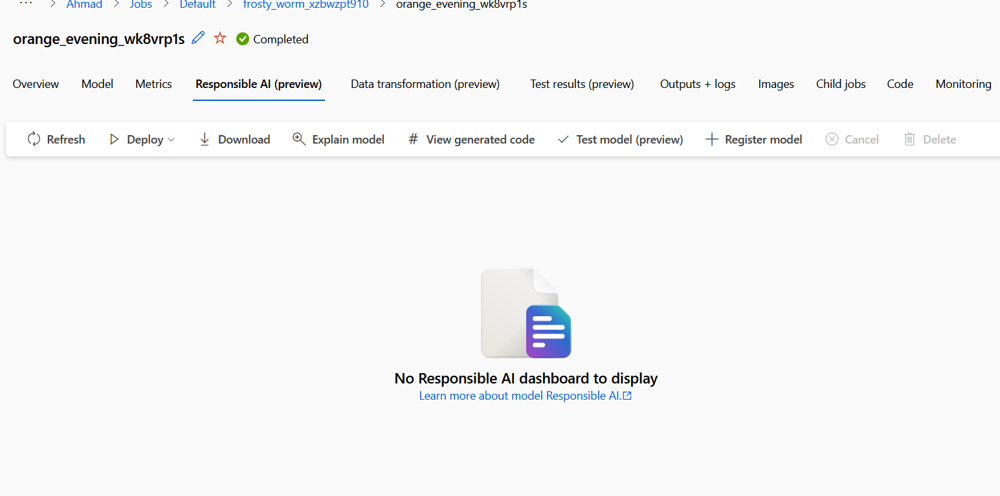 ... > Ahmad > Jobs > Default > frosty_worm_xzbwzpt910 > orange_evening_wk8vrp1s
orange_evening_wk8vrp1s Completed
Overview Model Metrics Responsible AI (preview) Data transformation (preview) Test results (preview) Outputs + logs Images Child jobs Code Monitoring
Refresh Deploy Download Explain model # View generated code Test model (preview) Register model Cancel Delete
No Responsible AI dashboard to display
Learn more about model Responsible AI.